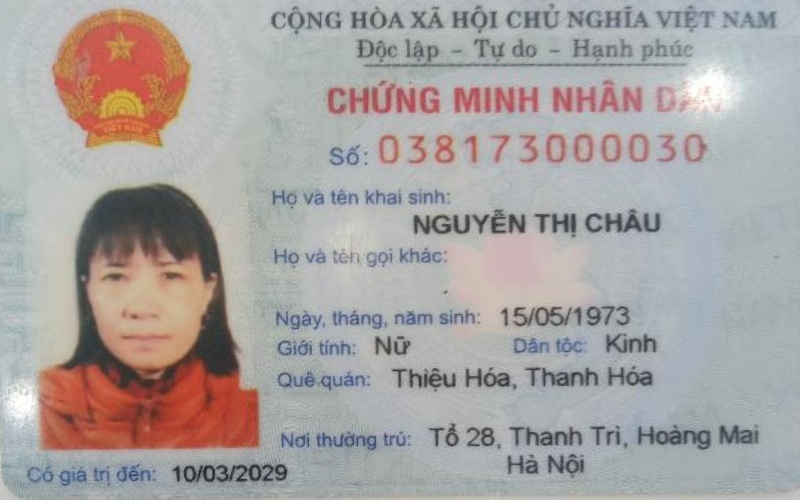 CỘNG HÒA XÃ HỘI CHỦ NGHĨA VIỆT NAM
Độc lập - Tự do - Hạnh phúc
CHỨNG MINH NHÂN DÂN
Số: 038173000030
Họ và tên khai sinh:
NGUYỄN THỊ CHÂU
Họ và tên gọi khác:
Ngày, tháng, năm sinh: 15/05/1973
Giới tính: Nữ Dân tộc: Kinh
Quê quán: Thiệu Hóa, Thanh Hóa
Nơi thường trú: Tổ 28, Thanh Trì, Hoàng Mai
Hà Nội
Có giá trị đến: 10/03/2029